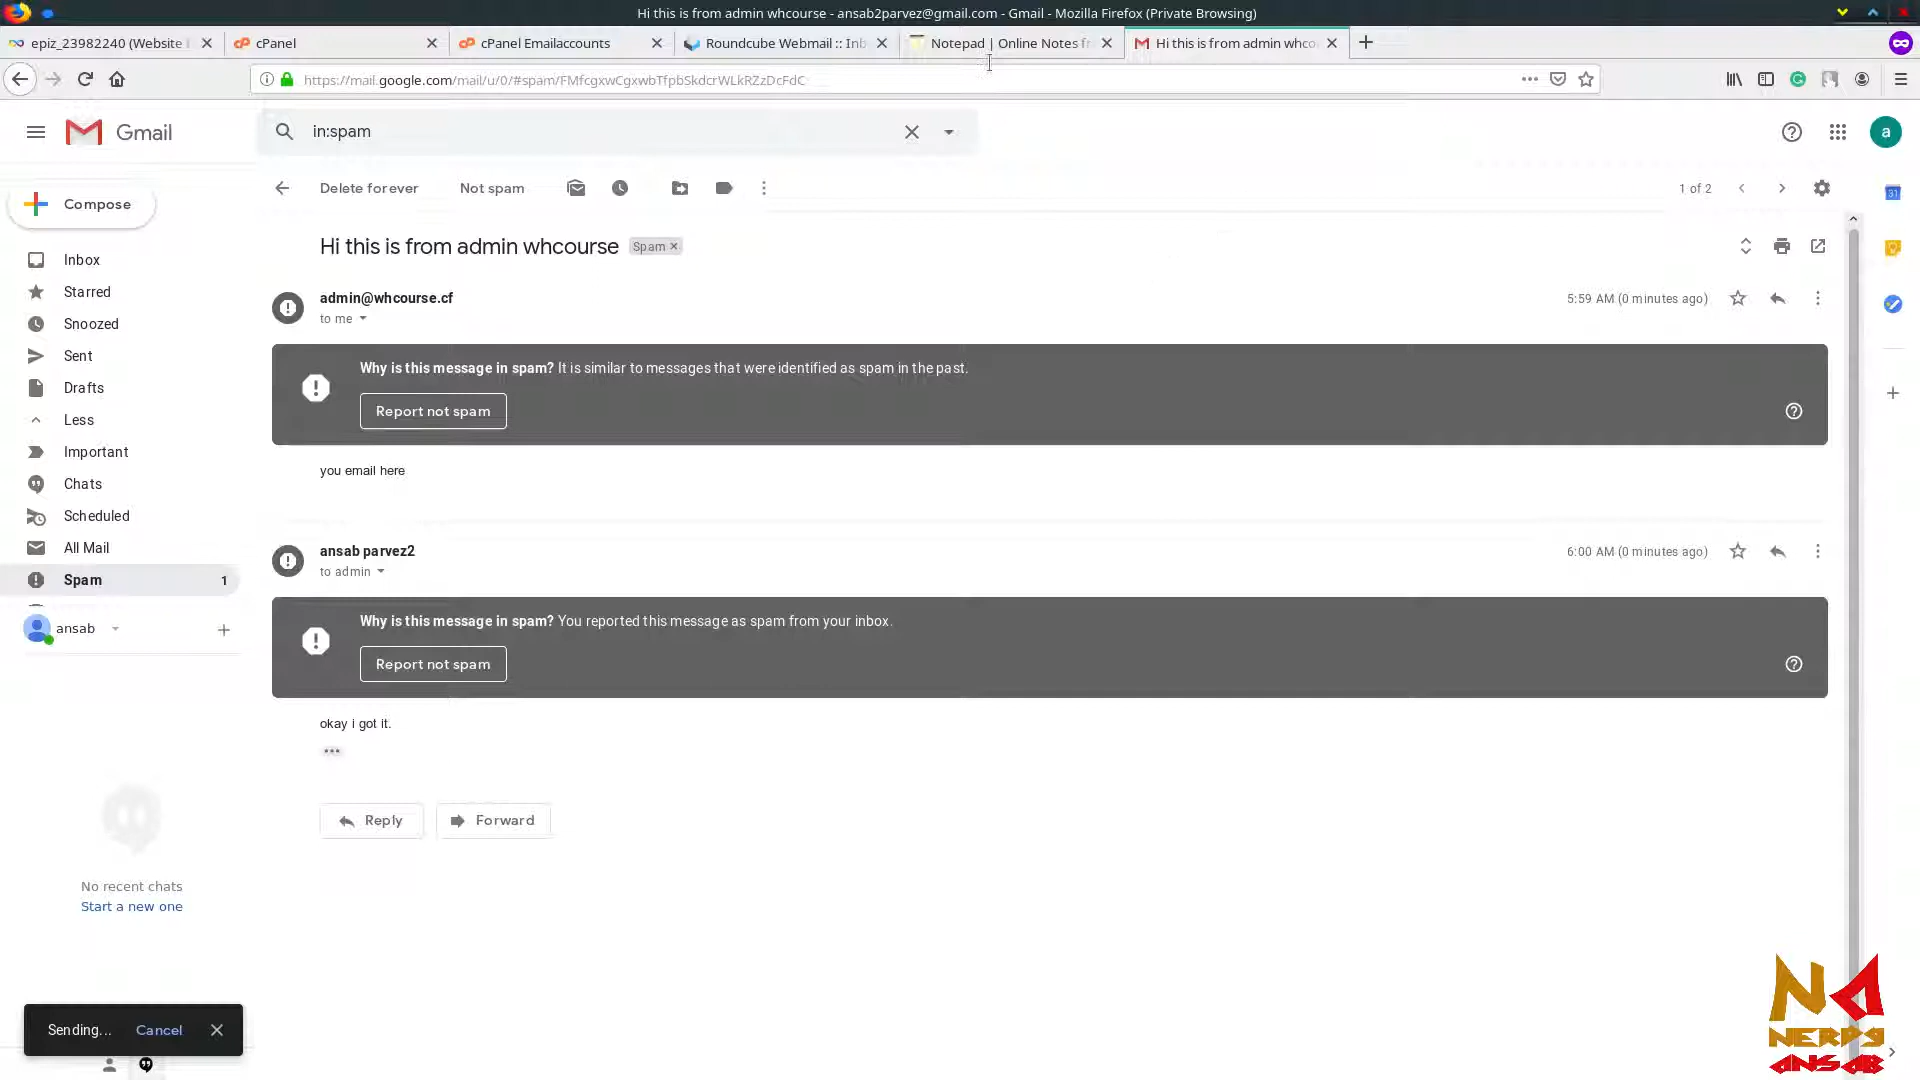 Hi this is from admin whcourse - ansab2parvez@gmail.com - Gmail - Mozilla Firefox (Private Browsing)
epiz_23982240 (Website
cPanel
cPanel Emailaccounts
Roundcube Webmail :: Inb
Notepad | Online Notes fr
Hi this is from admin whco
https://mail.google.com/mail/u/0/#spam/FMfcgxwCgxwbTfpbSkdcrWLkRZzDcFdC
Gmail
in:spam
a
Delete forever
Not spam
1 of 2
31
Compose
Hi this is from admin whcourse
Spam ×
Inbox
Starred
Snoozed
Sent
Drafts
Less
Important
Chats
Scheduled
All Mail
Spam 1
ansab
admin@whcourse.cf
5:59 AM (0 minutes ago)
to me
Why is this message in spam? It is similar to messages that were identified as spam in the past.
Report not spam
you email here
ansab parvez2
6:00 AM (0 minutes ago)
to admin
Why is this message in spam? You reported this message as spam from your inbox.
Report not spam
okay i got it.
Reply
Forward
No recent chats
Start a new one
Sending...
Cancel
NA
NERD9
ANSAB